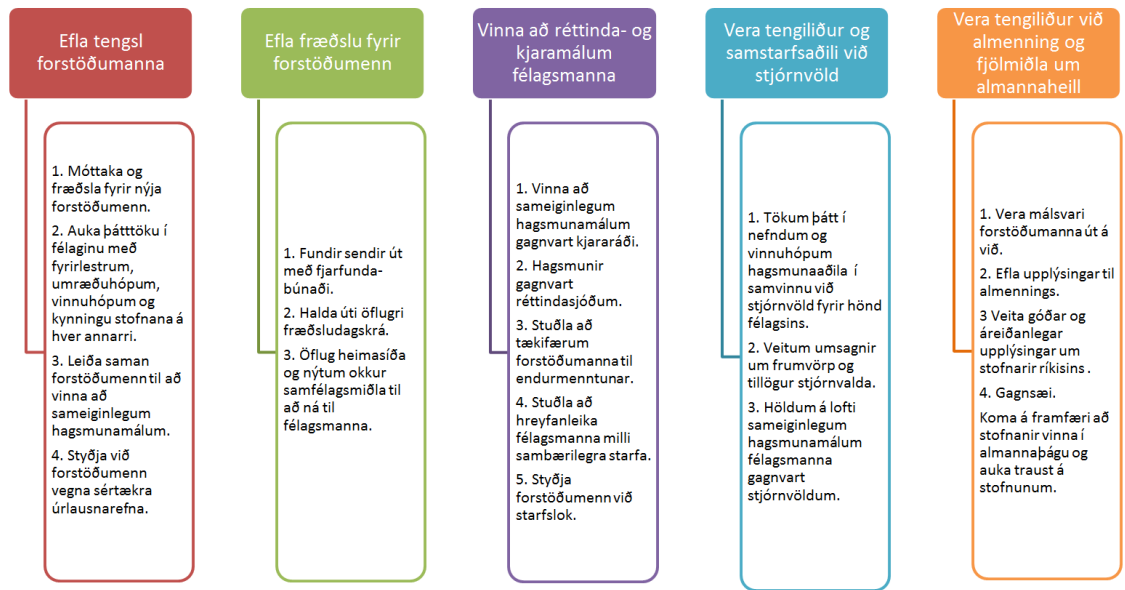 Efla tengsl
forstöðumanna
1. Móttaka og
fræðsla fyrir nýja
forstöðumenn.
2. Auka þátttöku í
félaginu með
fyrirlestrum,
umræðuhópum,
vinnuhópum og
kynningu stofnana á
hver annarri.
3. Leiða saman
forstöðumenn til að
vinna að
sameiginlegum
hagsmunamálum.
4. Styðja við
forstöðumenn
vegna sértækra
úrlausnarefna.
Efla fræðslu fyrir
forstöðumenn
1. Fundir sendir út
með fjarfunda-
búnaði.
2. Halda úti öflugri
fræðsludagskrá.
3. Öflug heimasíða
og nýtum okkur
samfélagsmiðla til
að ná til
félagsmanna.
Vinna að réttinda- og
kjaramálum
félagsmanna
1. Vinna að
sameiginlegum
hagsmunamálum
gagnvart kjararáði.
2. Hagsmunir
gagnvart
réttindasjóðum.
3. Stuðla að
tækifærum
forstöðumanna til
endurmenntunar.
4. Stuðla að
hreyfanleika
félagsmanna milli
sambærilegra starfa.
5. Styðja
forstöðumenn við
starfslok.
Vera tengiliður og
samstarfsaðili við
stjórnvöld
1. Tökum þátt í
nefndum og
vinnuhópum
hagsmunaaðila í
samvinnu við
stjórnvöld fyrir hönd
félagsins.
2. Veitum umsagnir
um frumvörp og
tillögur stjórnvalda.
3. Höldum á lofti
sameiginlegum
hagsmunamálum
félagsmanna
gagnvart
stjórnvöldum.
Vera tengiliður við
almenning og
fjölmiðla um
almannaheill
1. Vera málsvari
forstöðumanna út á
við.
2. Efla upplýsingar til
almennings.
3 Veita góðar og
áreiðanlegar
upplýsingar um
stofnarir ríkisins .
4. Gagnsæi.
Koma á framfæri að
stofnanir vinna í
almannaþágu og
auka traust á
stofnunum.